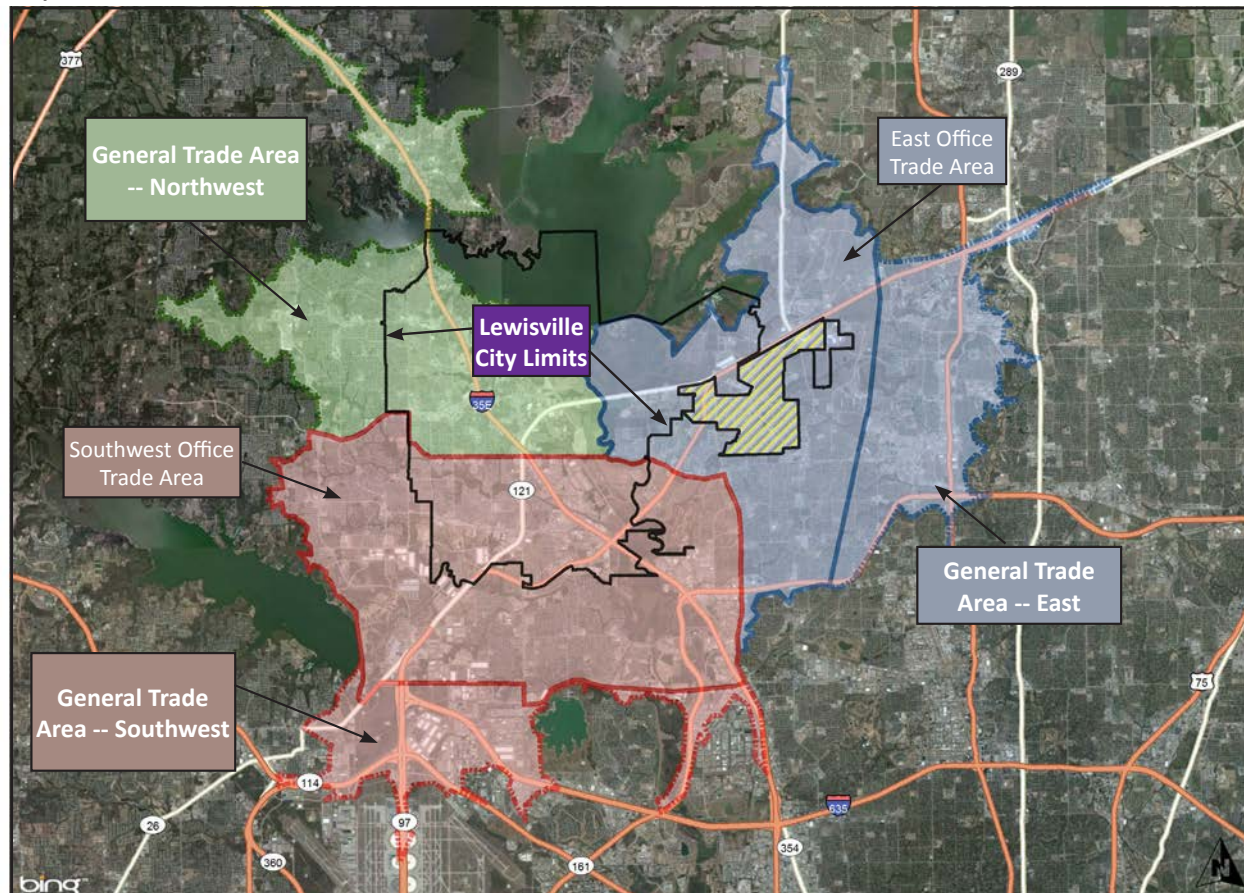 377
289
General Trade Area
-- Northwest
East Office
Trade Area
Lewisville
City Limits
35E
Southwest Office
Trade Area
121
General Trade
Area -- East
General Trade
Area -- Southwest
75
114
635
26
97
354
360
161
bing
N